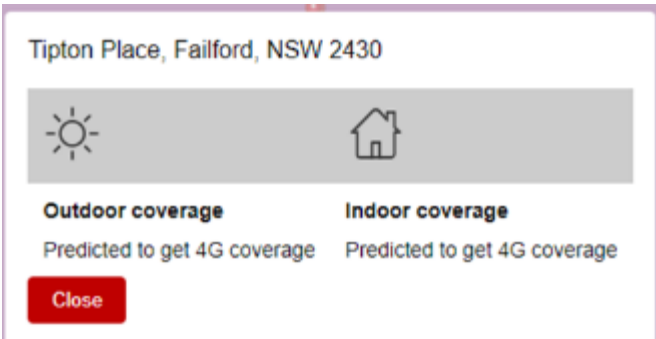 Tipton Place, Failford, NSW 2430
Outdoor coverage
Indoor coverage
Predicted to get 4G coverage
Predicted to get 4G coverage
Close